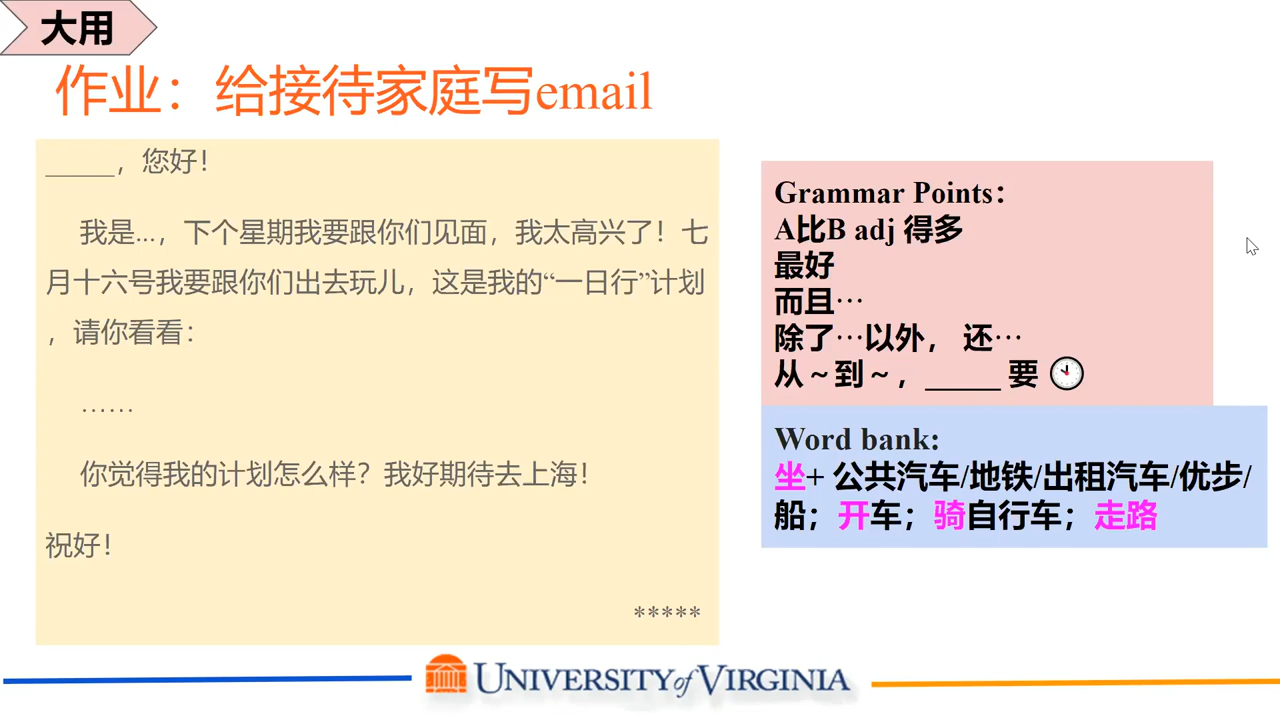 大用
作业：给接待家庭写email
_____，您好！
我是...，下个星期我要跟你们见面，我太高兴了！七
月十六号我要跟你们出去玩儿，这是我的“一日行”计划
，请你看看：
……
你觉得我的计划怎么样？我好期待去上海！
祝好！
*****
Grammar Points：
A比B adj 得多
最好
而且…
除了…以外， 还…
从～到～，_____ 要 🕙
Word bank:
坐+ 公共汽车/地铁/出租汽车/优步/
船；开车；骑自行车；走路
UNIVERSITY of VIRGINIA